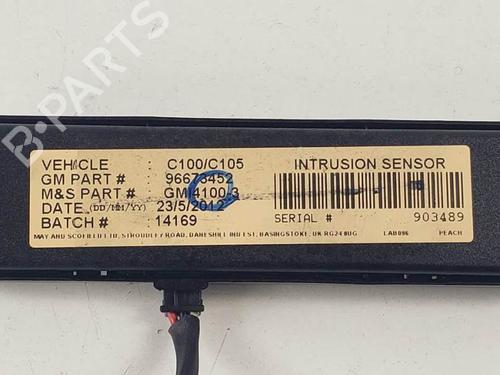 B-Parts
VEHICLE : C100/C105
GM PART # : 96673452
M&S PART# : GMI4100-3
DATE (DD/MM/YY) : 23/5/2012
BATCH # : 14169
INTRUSION SENSOR
SERIAL # : 903489
MAY AND SCOFIELD LTD, STROUDLEY ROAD, DANESHILL IND EST, BASINGSTOKE, UK RG24 8UG LAB096 PEACH